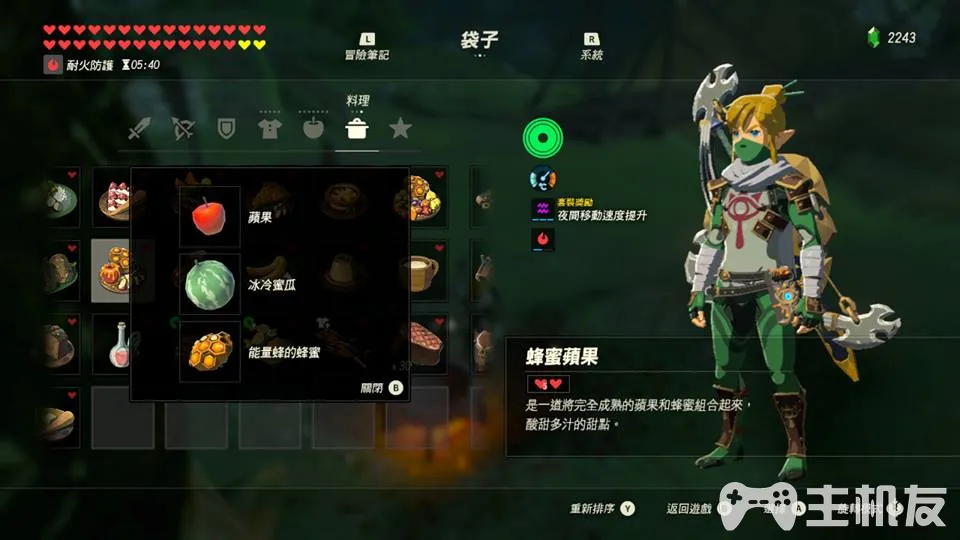 L
冒險筆記
袋子
R
系統
2243
耐火防護 05:40
料理
套裝獎勵
夜間移動速度提升
蘋果
冰冷蜜瓜
能量蜂的蜂蜜
關閉 B
蜂蜜蘋果
是一道將完全成熟的蘋果和蜂蜜組合起來，
酸甜多汁的甜點。
重新排序 Y
返回遊戲
主机友